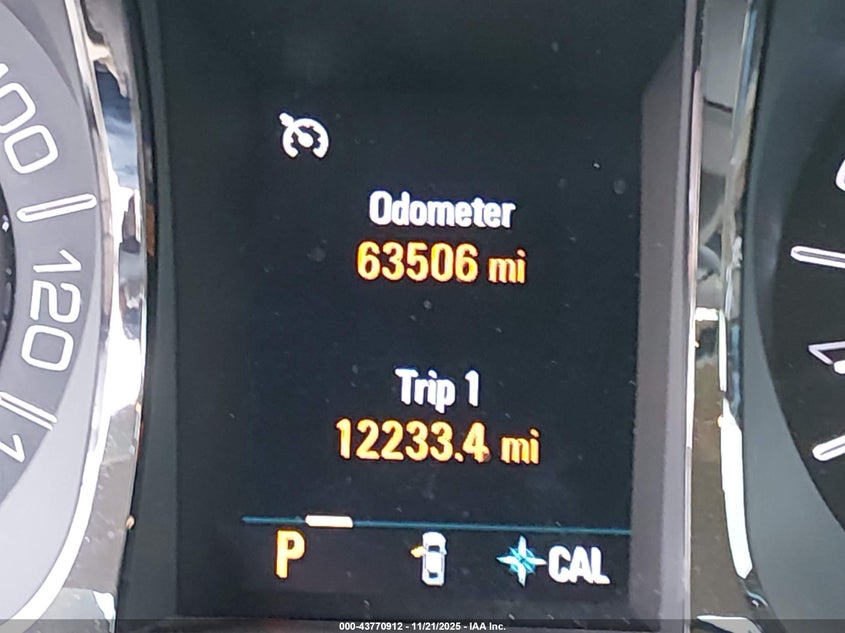 100
120
Odometer
63506 mi
Trip 1
12233.4 mi
P
CAL
000-43770912 - 11/21/2025 - IAA Inc.